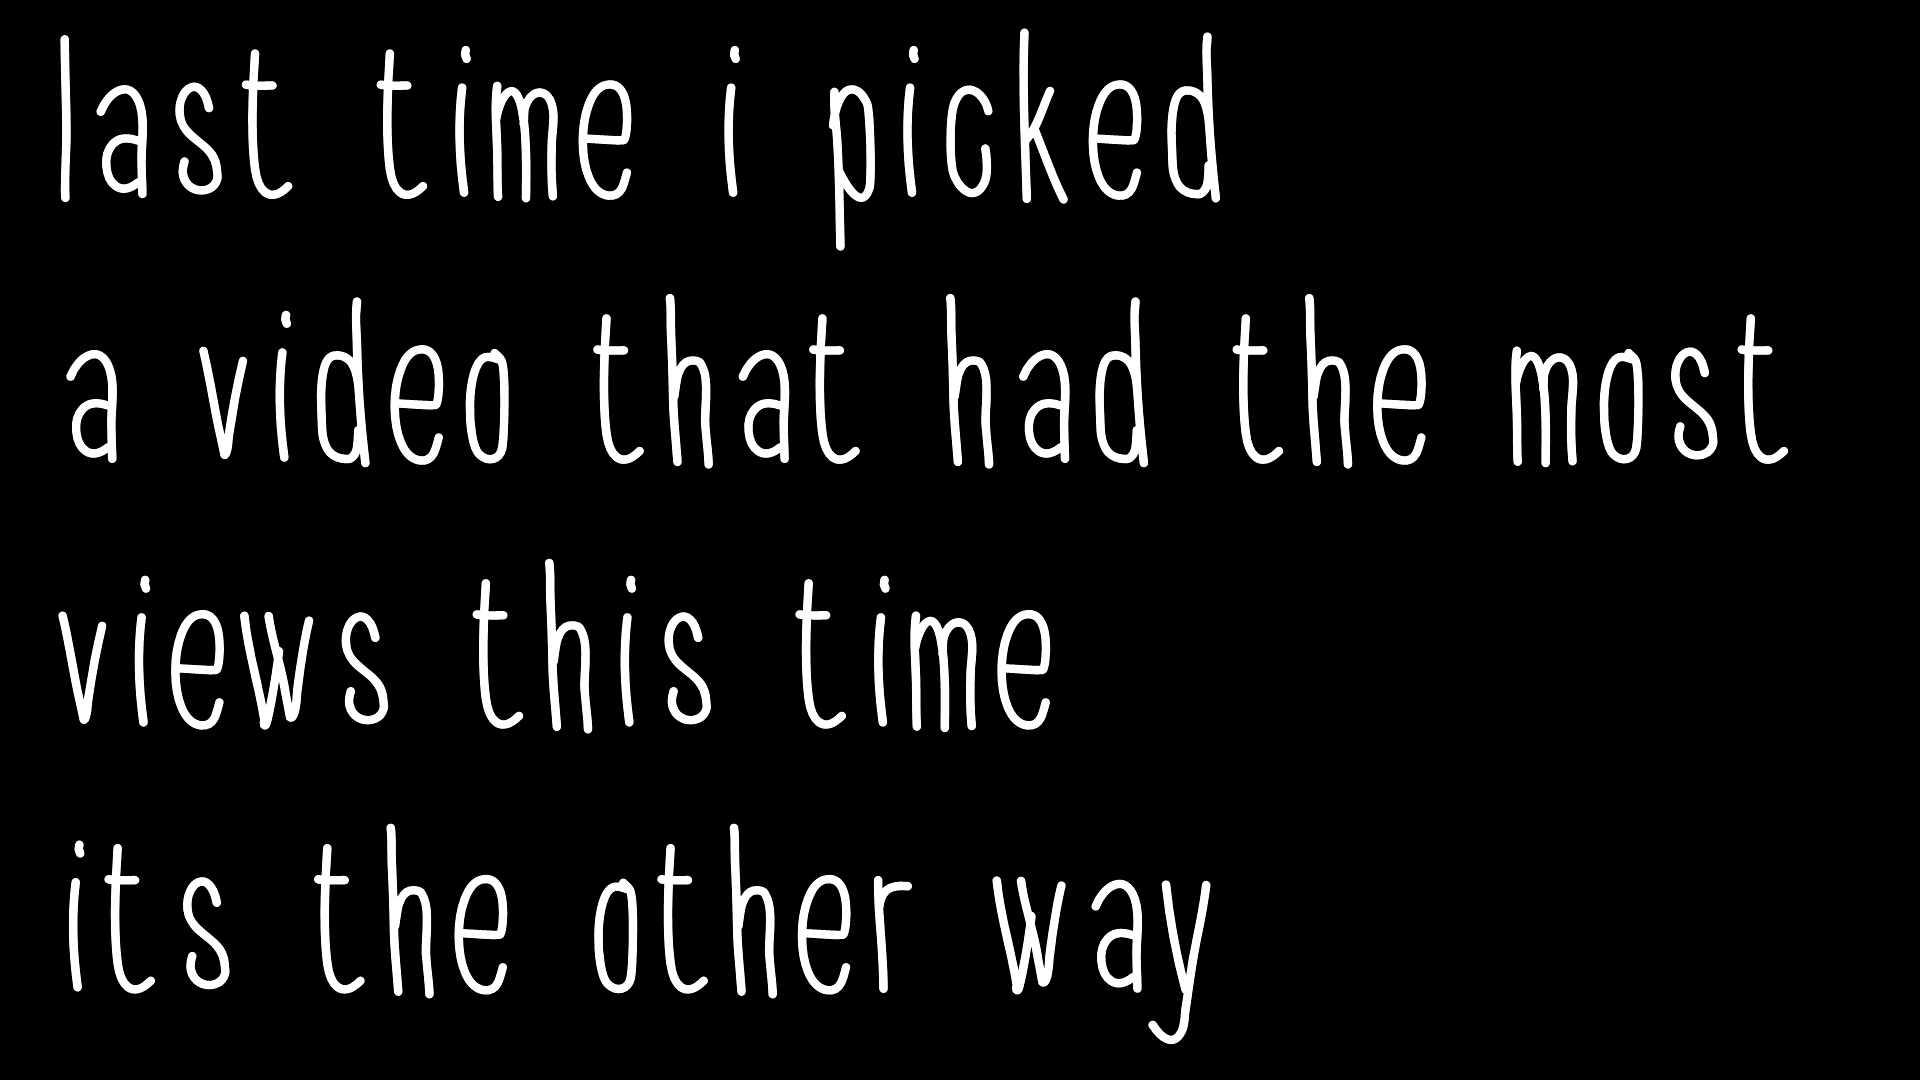 last time i picked
a video that had the most
views this time
its the other way